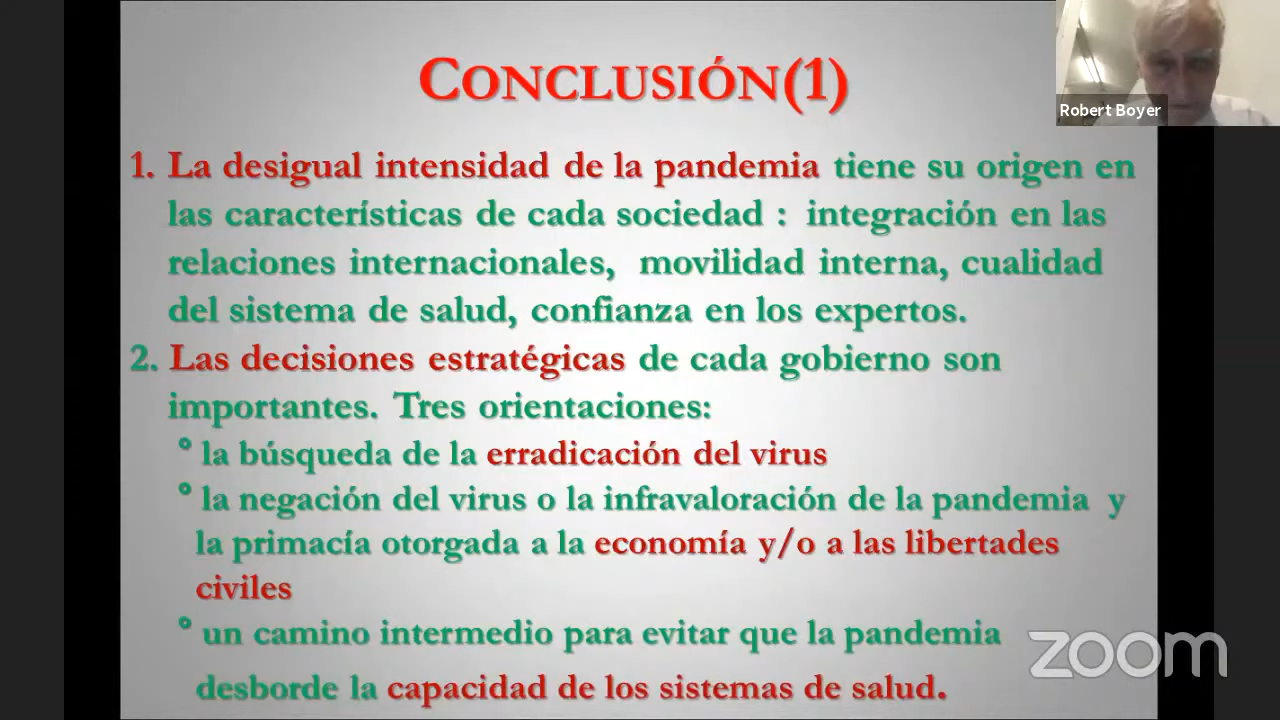 CONCLUSIÓN(1)
Robert Boyer
1. La desigual intensidad de la pandemia tiene su origen en
las características de cada sociedad : integración en las
relaciones internacionales, movilidad interna, cualidad
del sistema de salud, confianza en los expertos.
2. Las decisiones estratégicas de cada gobierno son
importantes. Tres orientaciones:
° la búsqueda de la erradicación del virus
° la negación del virus o la infravaloración de la pandemia y
la primacía otorgada a la economía y/o a las libertades
civiles
° un camino intermedio para evitar que la pandemia
desborde la capacidad de los sistemas de salud.
zoom